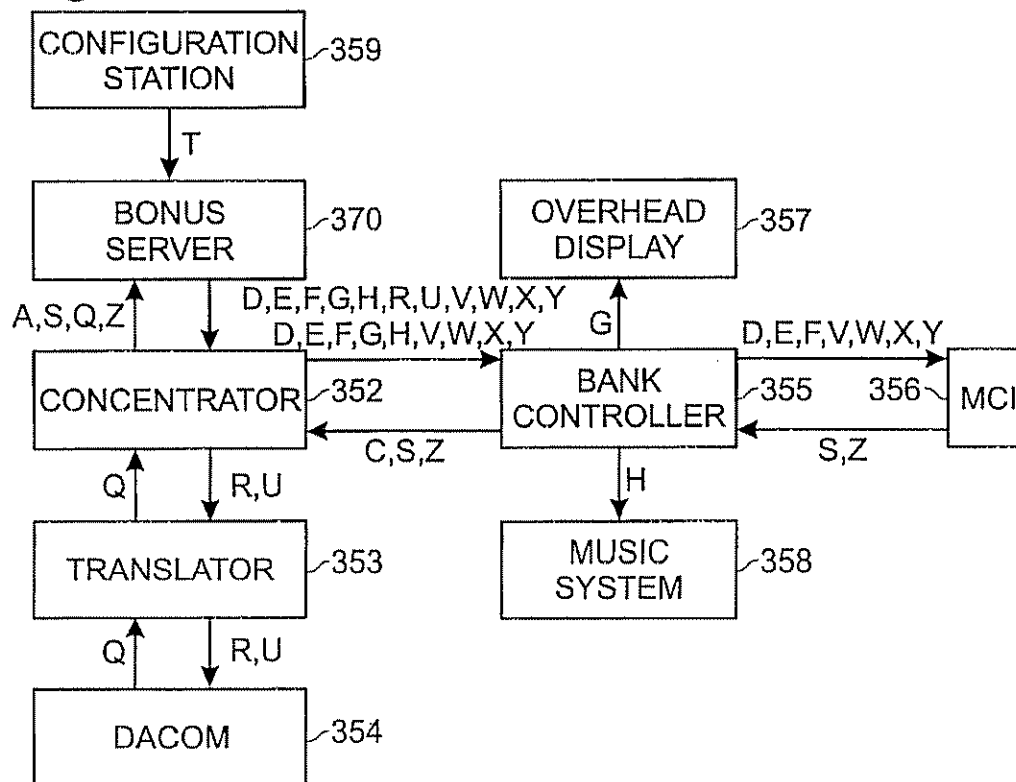 CONFIGURATION
STATION
359
T
BONUS
SERVER
370
OVERHEAD
DISPLAY
357
A,S,Q,Z
D,E,F,G,H,R,U,V,W,X,Y
D,E,F,G,H,V,W,X,Y
G
D,E,F,V,W,X,Y
CONCENTRATOR
352
BANK
CONTROLLER
355
356
MCI
C,S,Z
S,Z
Q
R,U
H
TRANSLATOR
353
MUSIC
SYSTEM
358
Q
R,U
DACOM
354